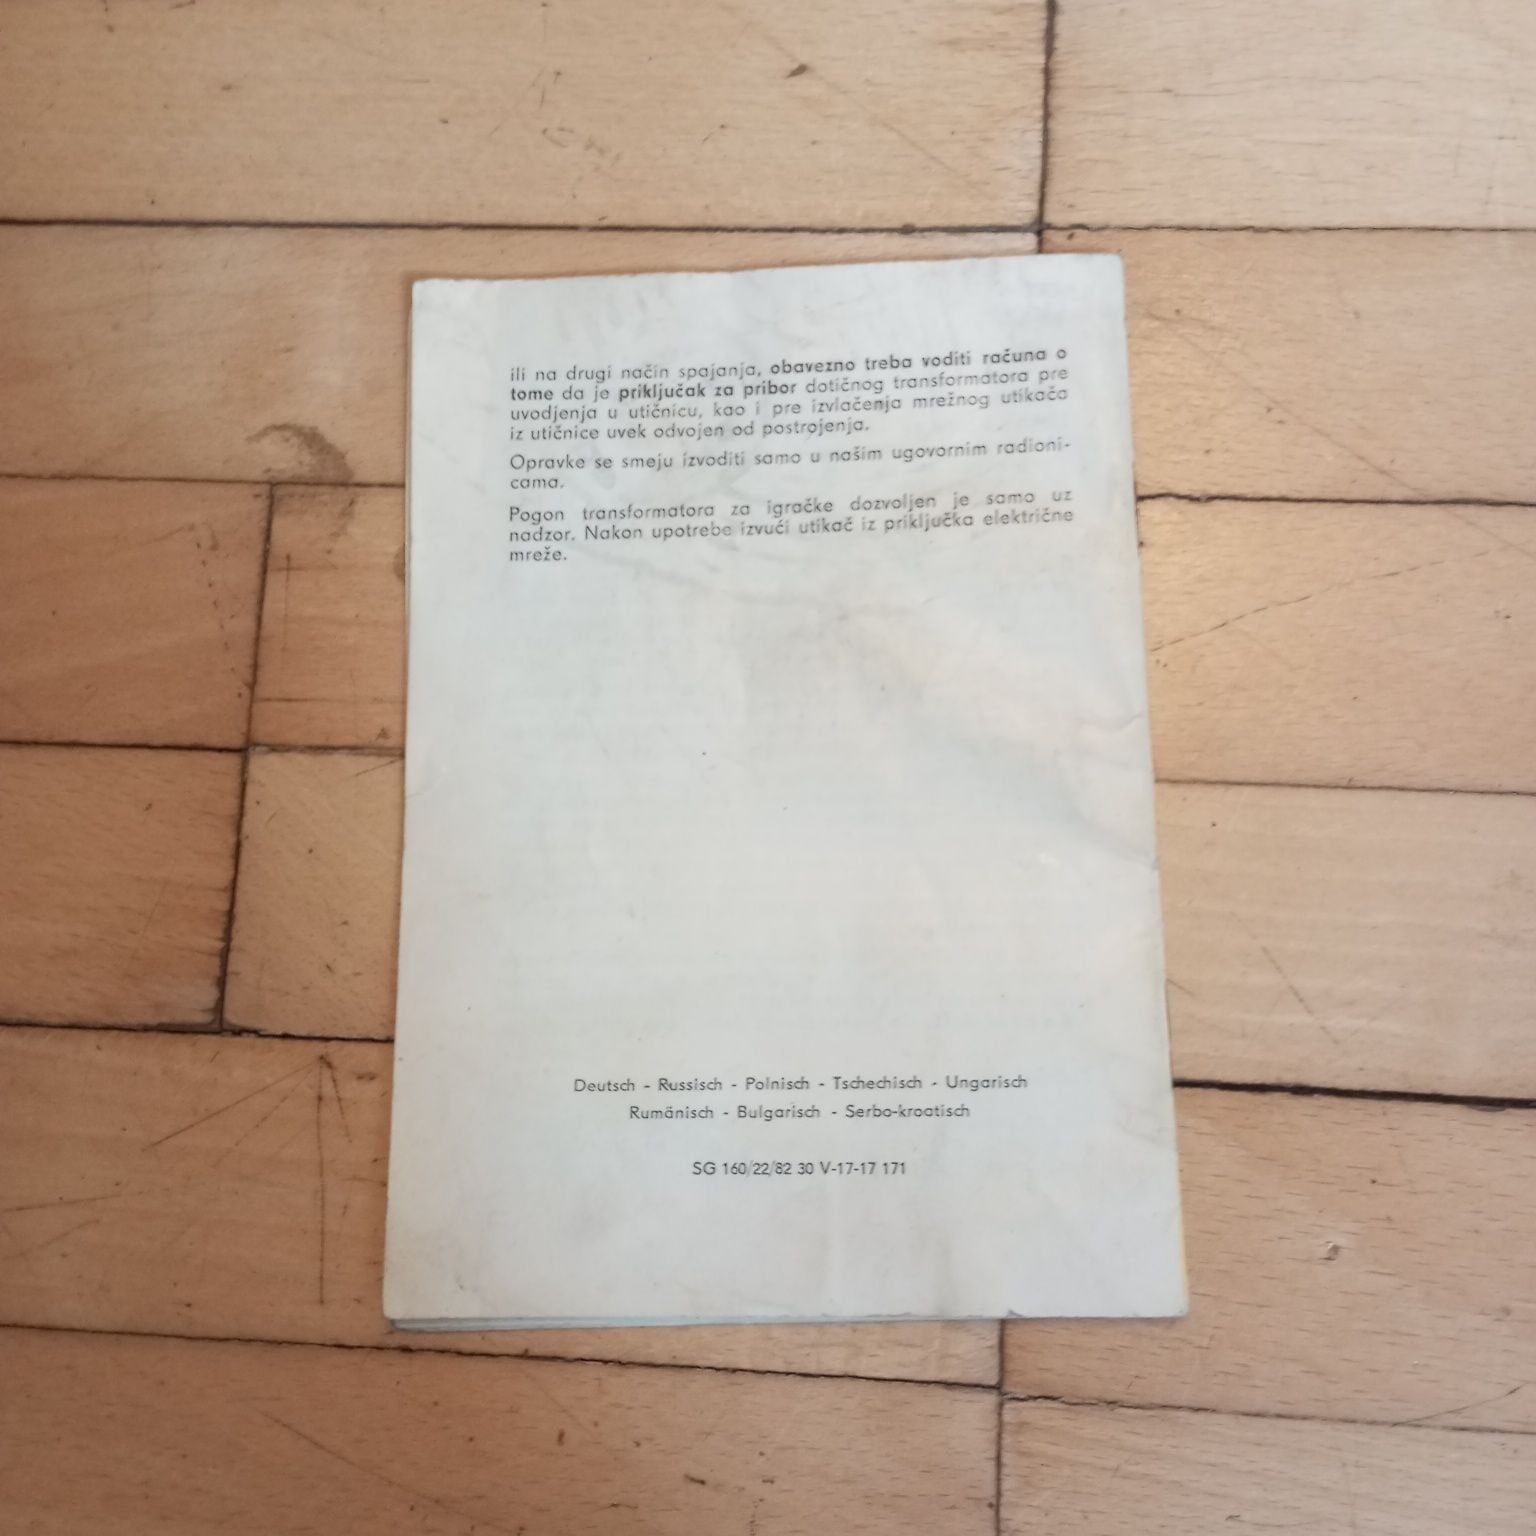 ili na drugi način spajanja, obavezno treba voditi računa o
tome da je priključak za pribor dotičnog transformatora pre
uvodjenja u utičnicu, kao i pre izvlačenja mrežnog utikača
iz utičnice uvek odvojen od postrojenja.
Opravke se smeju izvoditi samo u našim ugovornim radioni-
cama.
Pogon transformatora za igračke dozvoljen je samo uz
nadzor. Nakon upotrebe izvući utikač iz priključka električne
mreže.
Deutsch - Russisch - Polnisch - Tschechisch - Ungarisch
Rumänisch - Bulgarisch - Serbo-kroatisch
SG 160/22/82 30 V-17-17 171